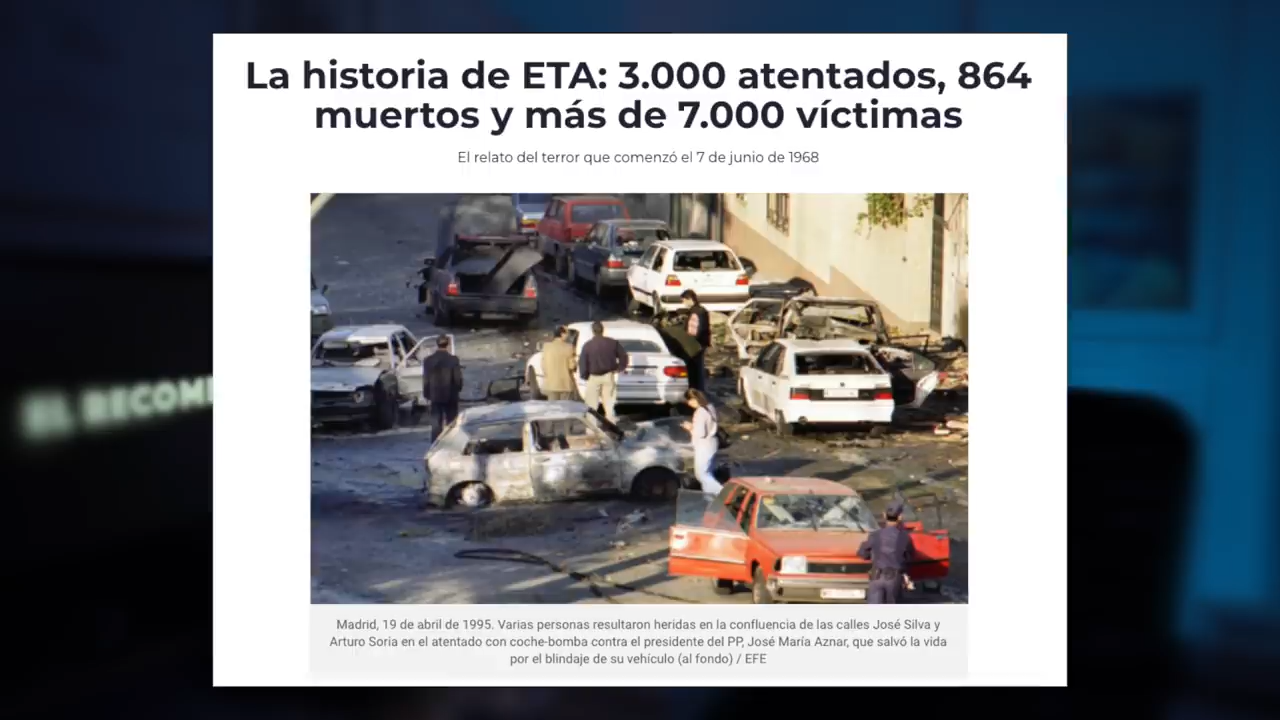 La historia de ETA: 3.000 atentados, 864
muertos y más de 7.000 víctimas
El relato del terror que comenzó el 7 de junio de 1968
EL RECOM
Madrid, 19 de abril de 1995. Varias personas resultaron heridas en la confluencia de las calles José Silva y
Arturo Soria en el atentado con coche-bomba contra el presidente del PP, José María Aznar, que salvó la vida
por el blindaje de su vehículo (al fondo) / EFE